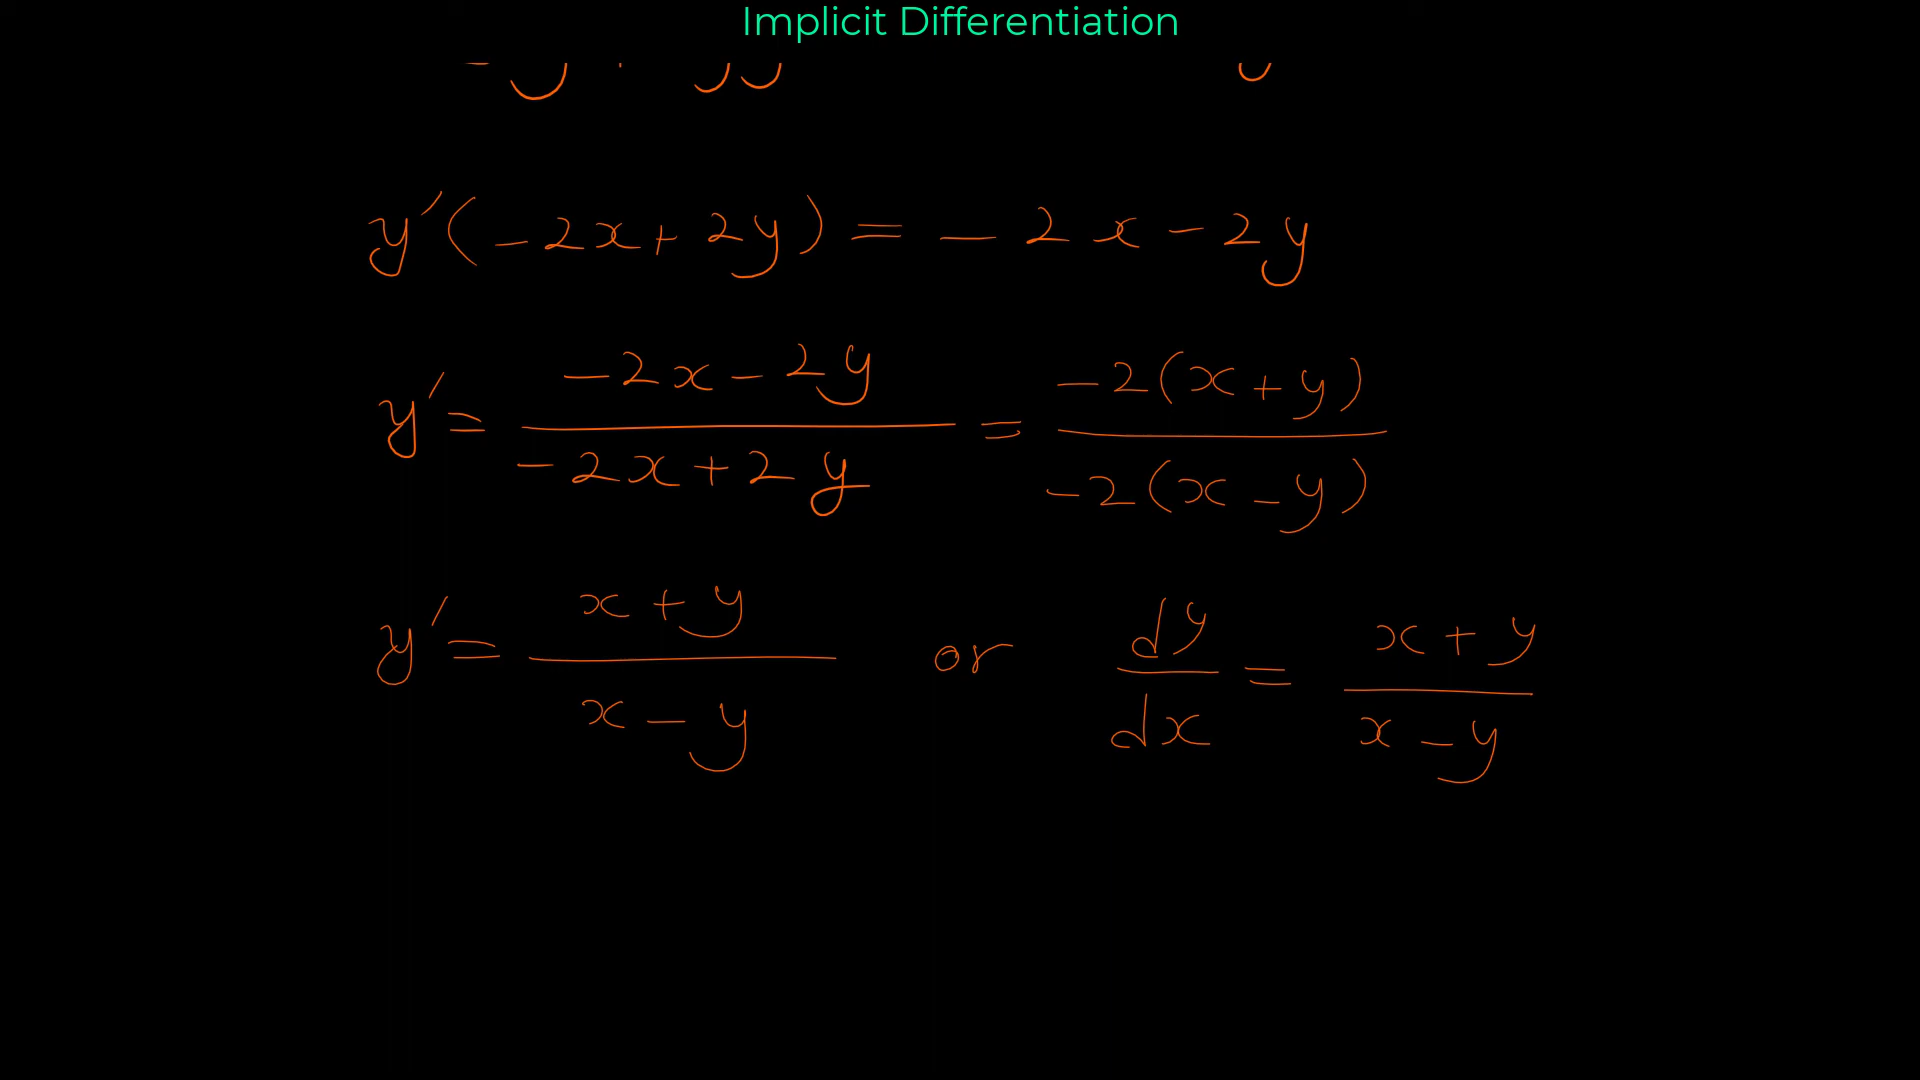 Implicit Differentiation
y'(-2x+2y) = -2x-2y
y' = (-2x-2y)/(-2x+2y) = -2(x+y)/-2(x-y)
y' = (x+y)/(x-y) or dy/dx = (x+y)/(x-y)